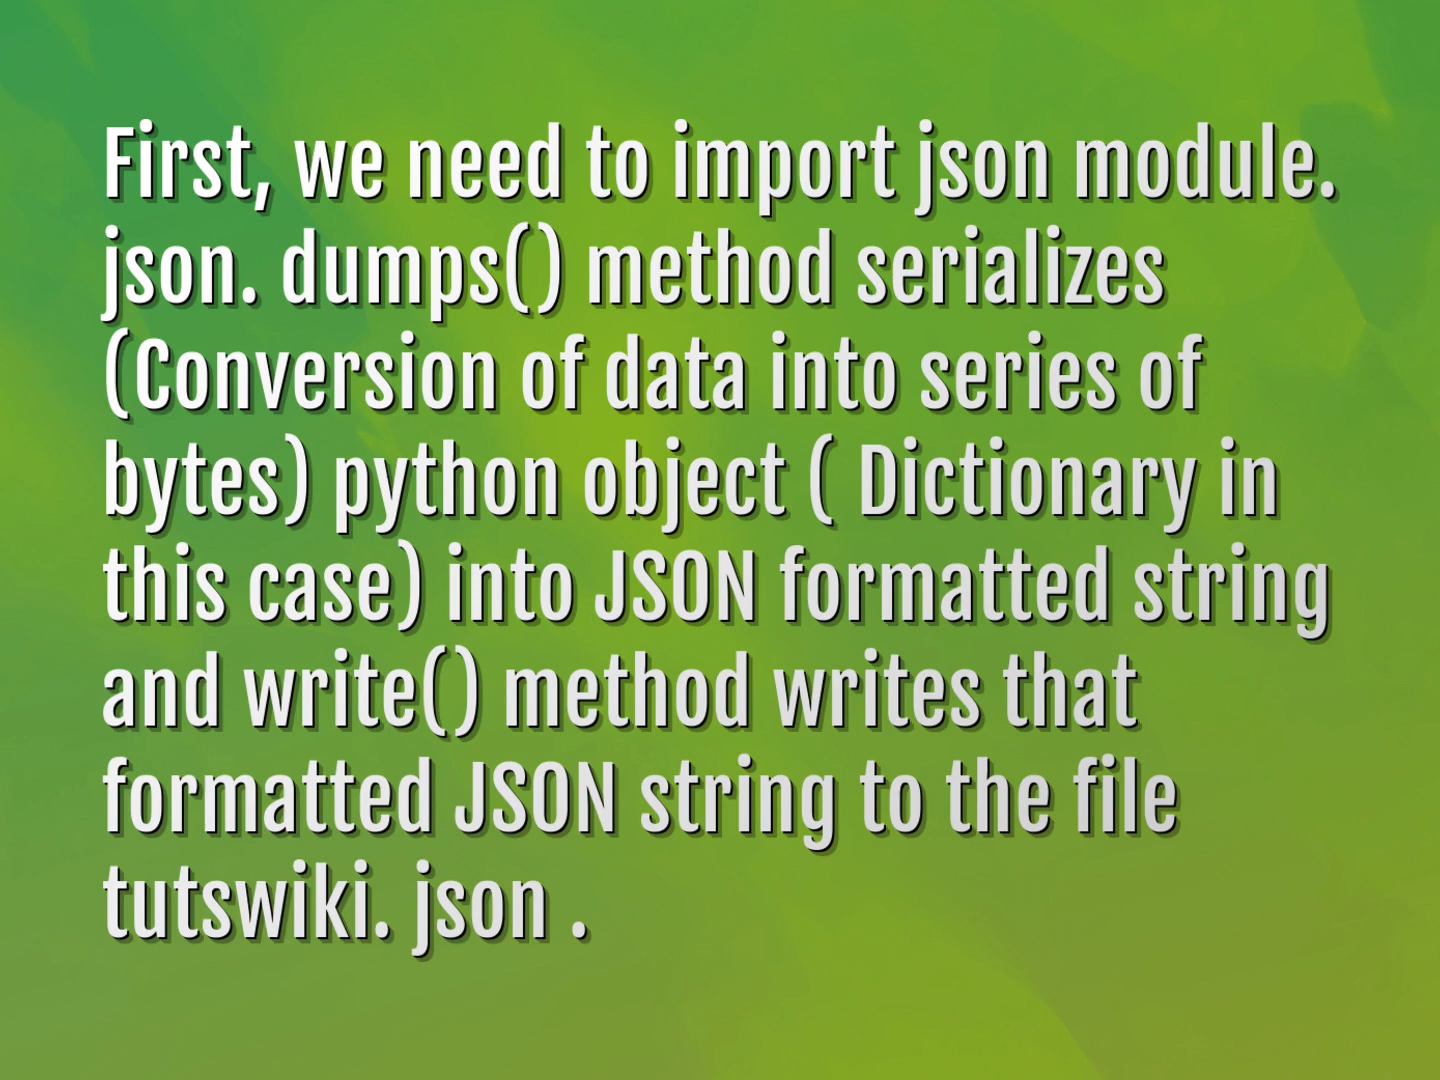 First, we need to import json module.
json. dumps() method serializes
(Conversion of data into series of
bytes) python object ( Dictionary in
this case) into JSON formatted string
and write() method writes that
formatted JSON string to the file
tutswiki. json .